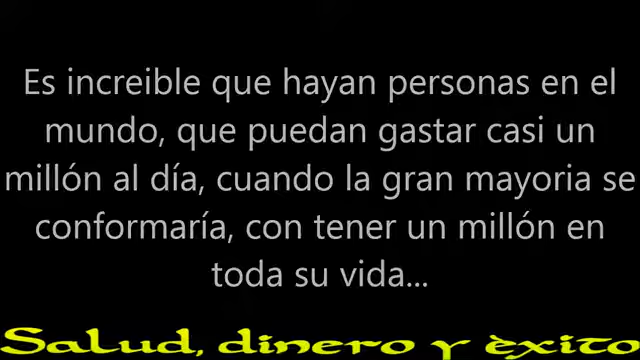 Es increible que hayan personas en el
mundo, que puedan gastar casi un
millón al día, cuando la gran mayoria se
conformaría, con tener un millón en
toda su vida...
Salud, dinero y èxito